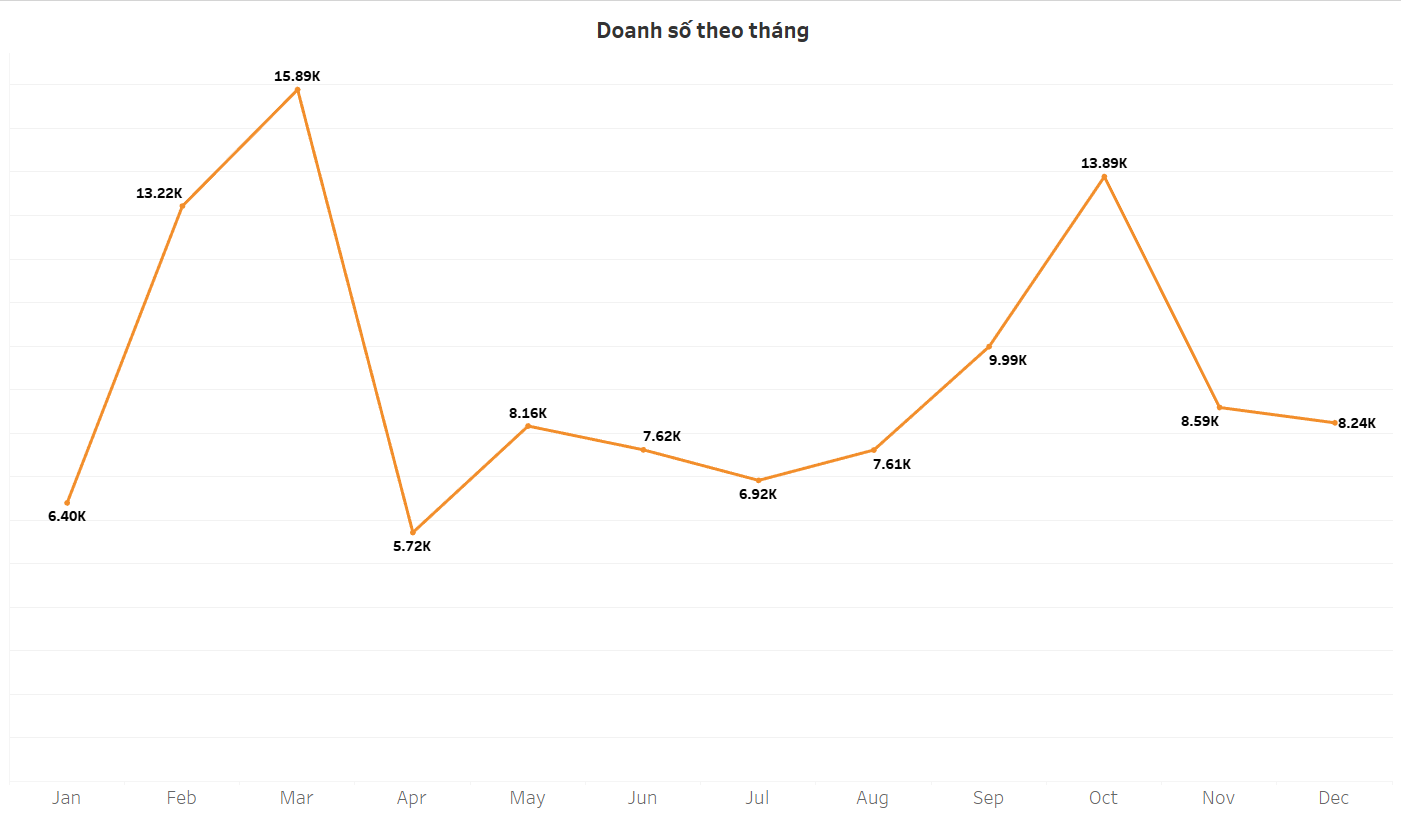 Doanh số theo tháng
15.89K
13.89K
13.22K
9.99K
8.16K
8.59K
8.24K
7.62K
7.61K
6.92K
6.40K
5.72K
Jan Feb Mar Apr May Jun Jul Aug Sep Oct Nov Dec